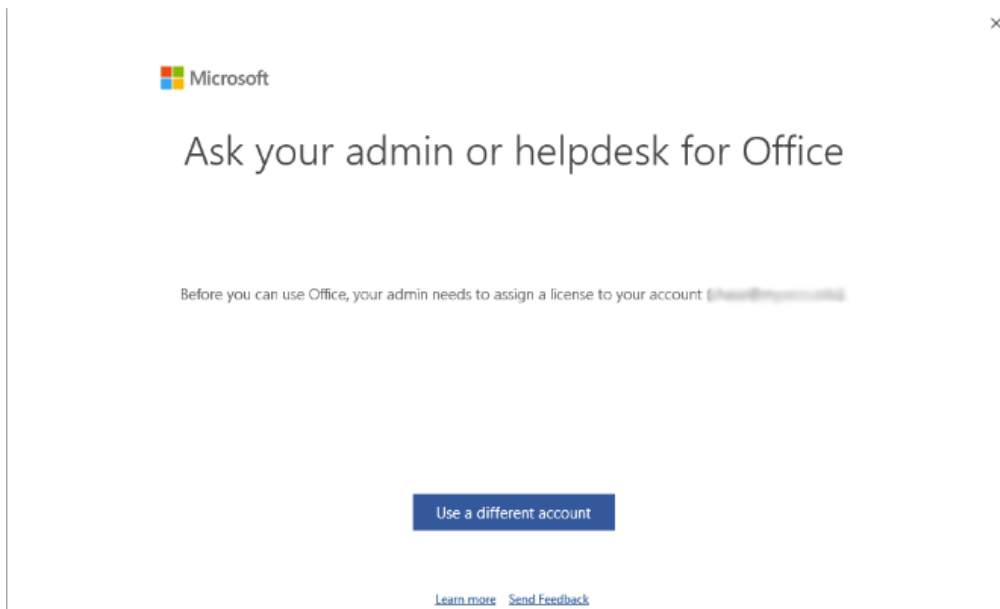 Microsoft
Ask your admin or helpdesk for Office
Before you can use Office, your admin needs to assign a license to your account
Use a different account
Learn more Send Feedback